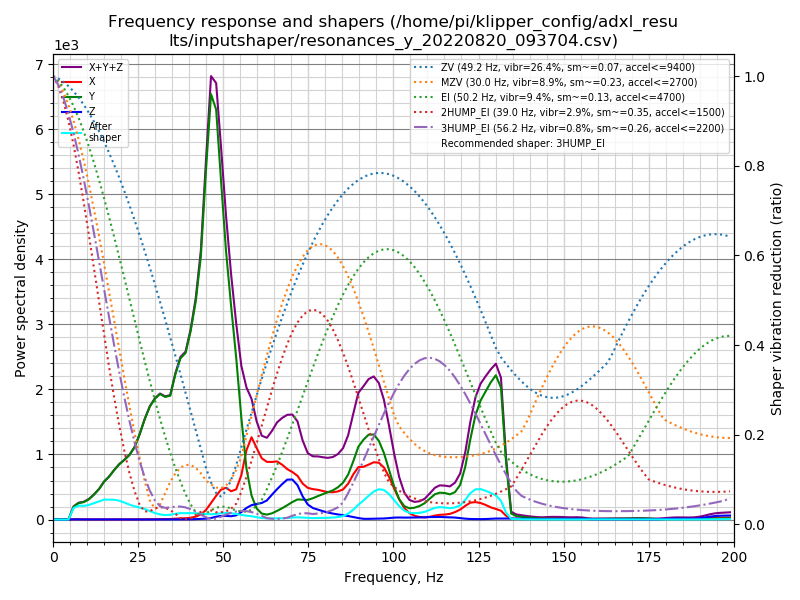 Frequency response and shapers (/home/pi/klipper_config/adxl_resu
lts/inputshaper/resonances_y_20220820_093704.csv)
1e3
X+Y+Z
X
Y
Z
After
shaper
ZV (49.2 Hz, vibr=26.4%, sm~=0.07, accel<=9400)
MZV (30.0 Hz, vibr=8.9%, sm~=0.23, accel<=2700)
EI (50.2 Hz, vibr=9.4%, sm~=0.13, accel<=4700)
2HUMP_EI (39.0 Hz, vibr=2.9%, sm~=0.35, accel<=1500)
3HUMP_EI (56.2 Hz, vibr=0.8%, sm~=0.26, accel<=2200)
Recommended shaper: 3HUMP_EI
7
6
5
4
3
2
1
0
Power spectral density
1.0
0.8
0.6
0.4
0.2
0.0
Shaper vibration reduction (ratio)
0 25 50 75 100 125 150 175 200
Frequency, Hz